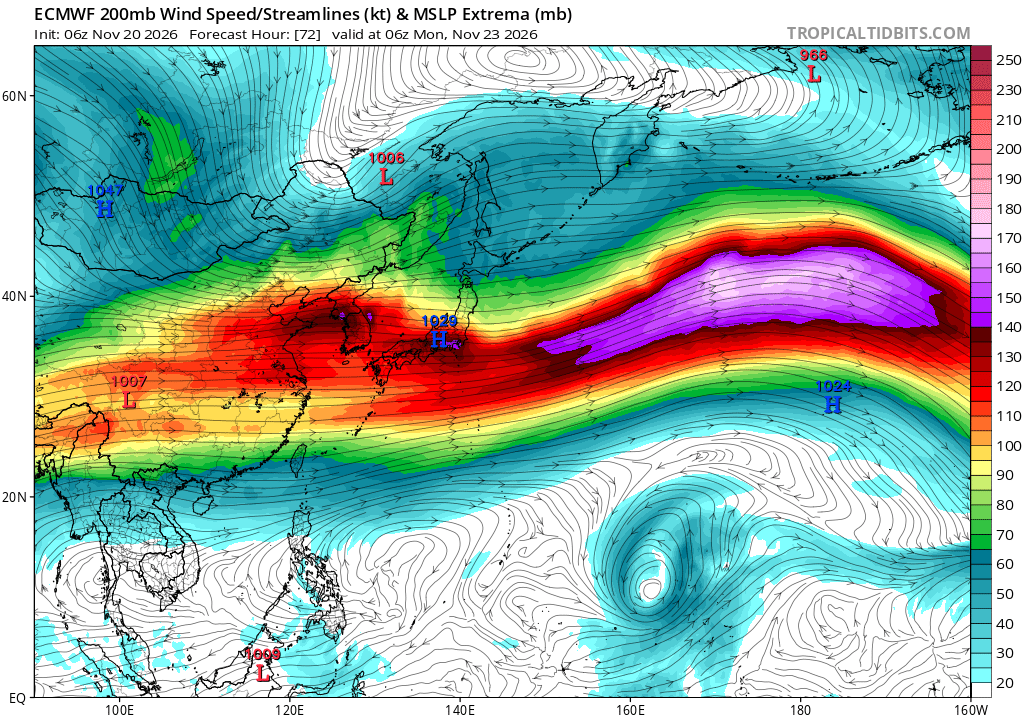 ECMWF 200mb Wind Speed/Streamlines (kt) & MSLP Extrema (mb)
Init: 06z Nov 20 2026 Forecast Hour: [72] valid at 06z Mon, Nov 23 2026
TROPICALTIDBITS.COM
968
L
60N
1006
L
1047
H
40N
1029
H
1007
L
1024
H
20N
1009
L
EQ
100E
120E
140E
160E
180
160W
250
230
210
200
190
180
170
160
150
140
130
120
110
100
90
80
70
60
50
40
30
20